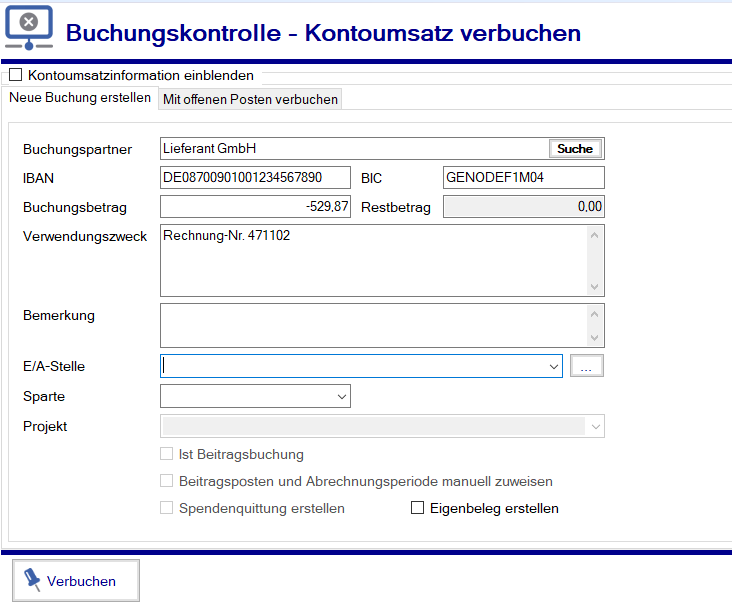 Buchungskontrolle - Kontoumsatz verbuchen
Kontoumsatzinformation einblenden
Neue Buchung erstellen Mit offenen Posten verbuchen
Buchungspartner Lieferant GmbH Suche
IBAN DE08700901001234567890 BIC GENODEF1M04
Buchungsbetrag -529,87 Restbetrag 0,00
Verwendungszweck Rechnung-Nr. 471102
Bemerkung
E/A-Stelle ...
Sparte
Projekt
Ist Beitragsbuchung
Beitragsposten und Abrechnungsperiode manuell zuweisen
Spendenquittung erstellen Eigenbeleg erstellen
Verbuchen